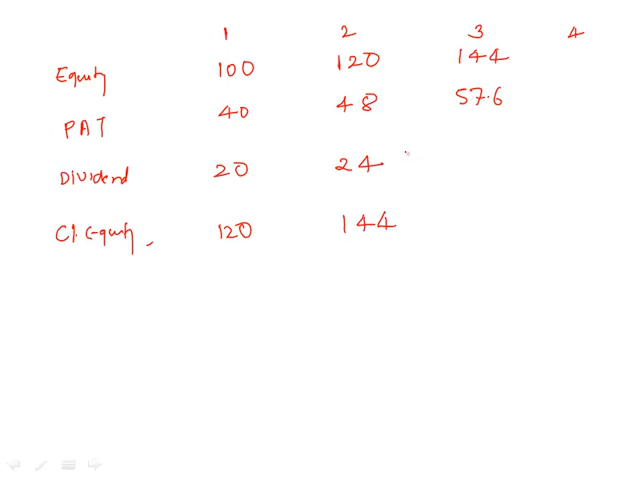 1 2 3 4
Equity 100 120 144
PAT 40 48 57.6
Dividend 20 24
Cl. Equity 120 144